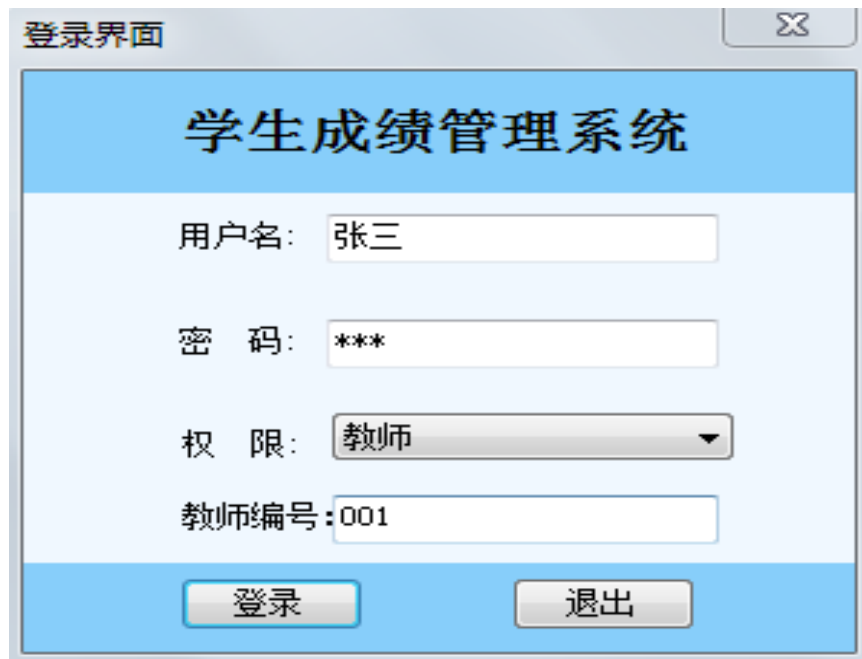 登录界面
学生成绩管理系统
用户名: 张三
密 码: ***
权 限: 教师
教师编号:001
登录 退出